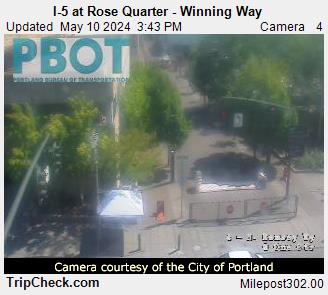 I-5 at Rose Quarter - Winning Way
Updated May 10 2024 3:43 PM Camera 4
PBOT
PORTLAND BUREAU OF TRANSPORTATION
Camera courtesy of the City of Portland
TripCheck.com Milepost302.00